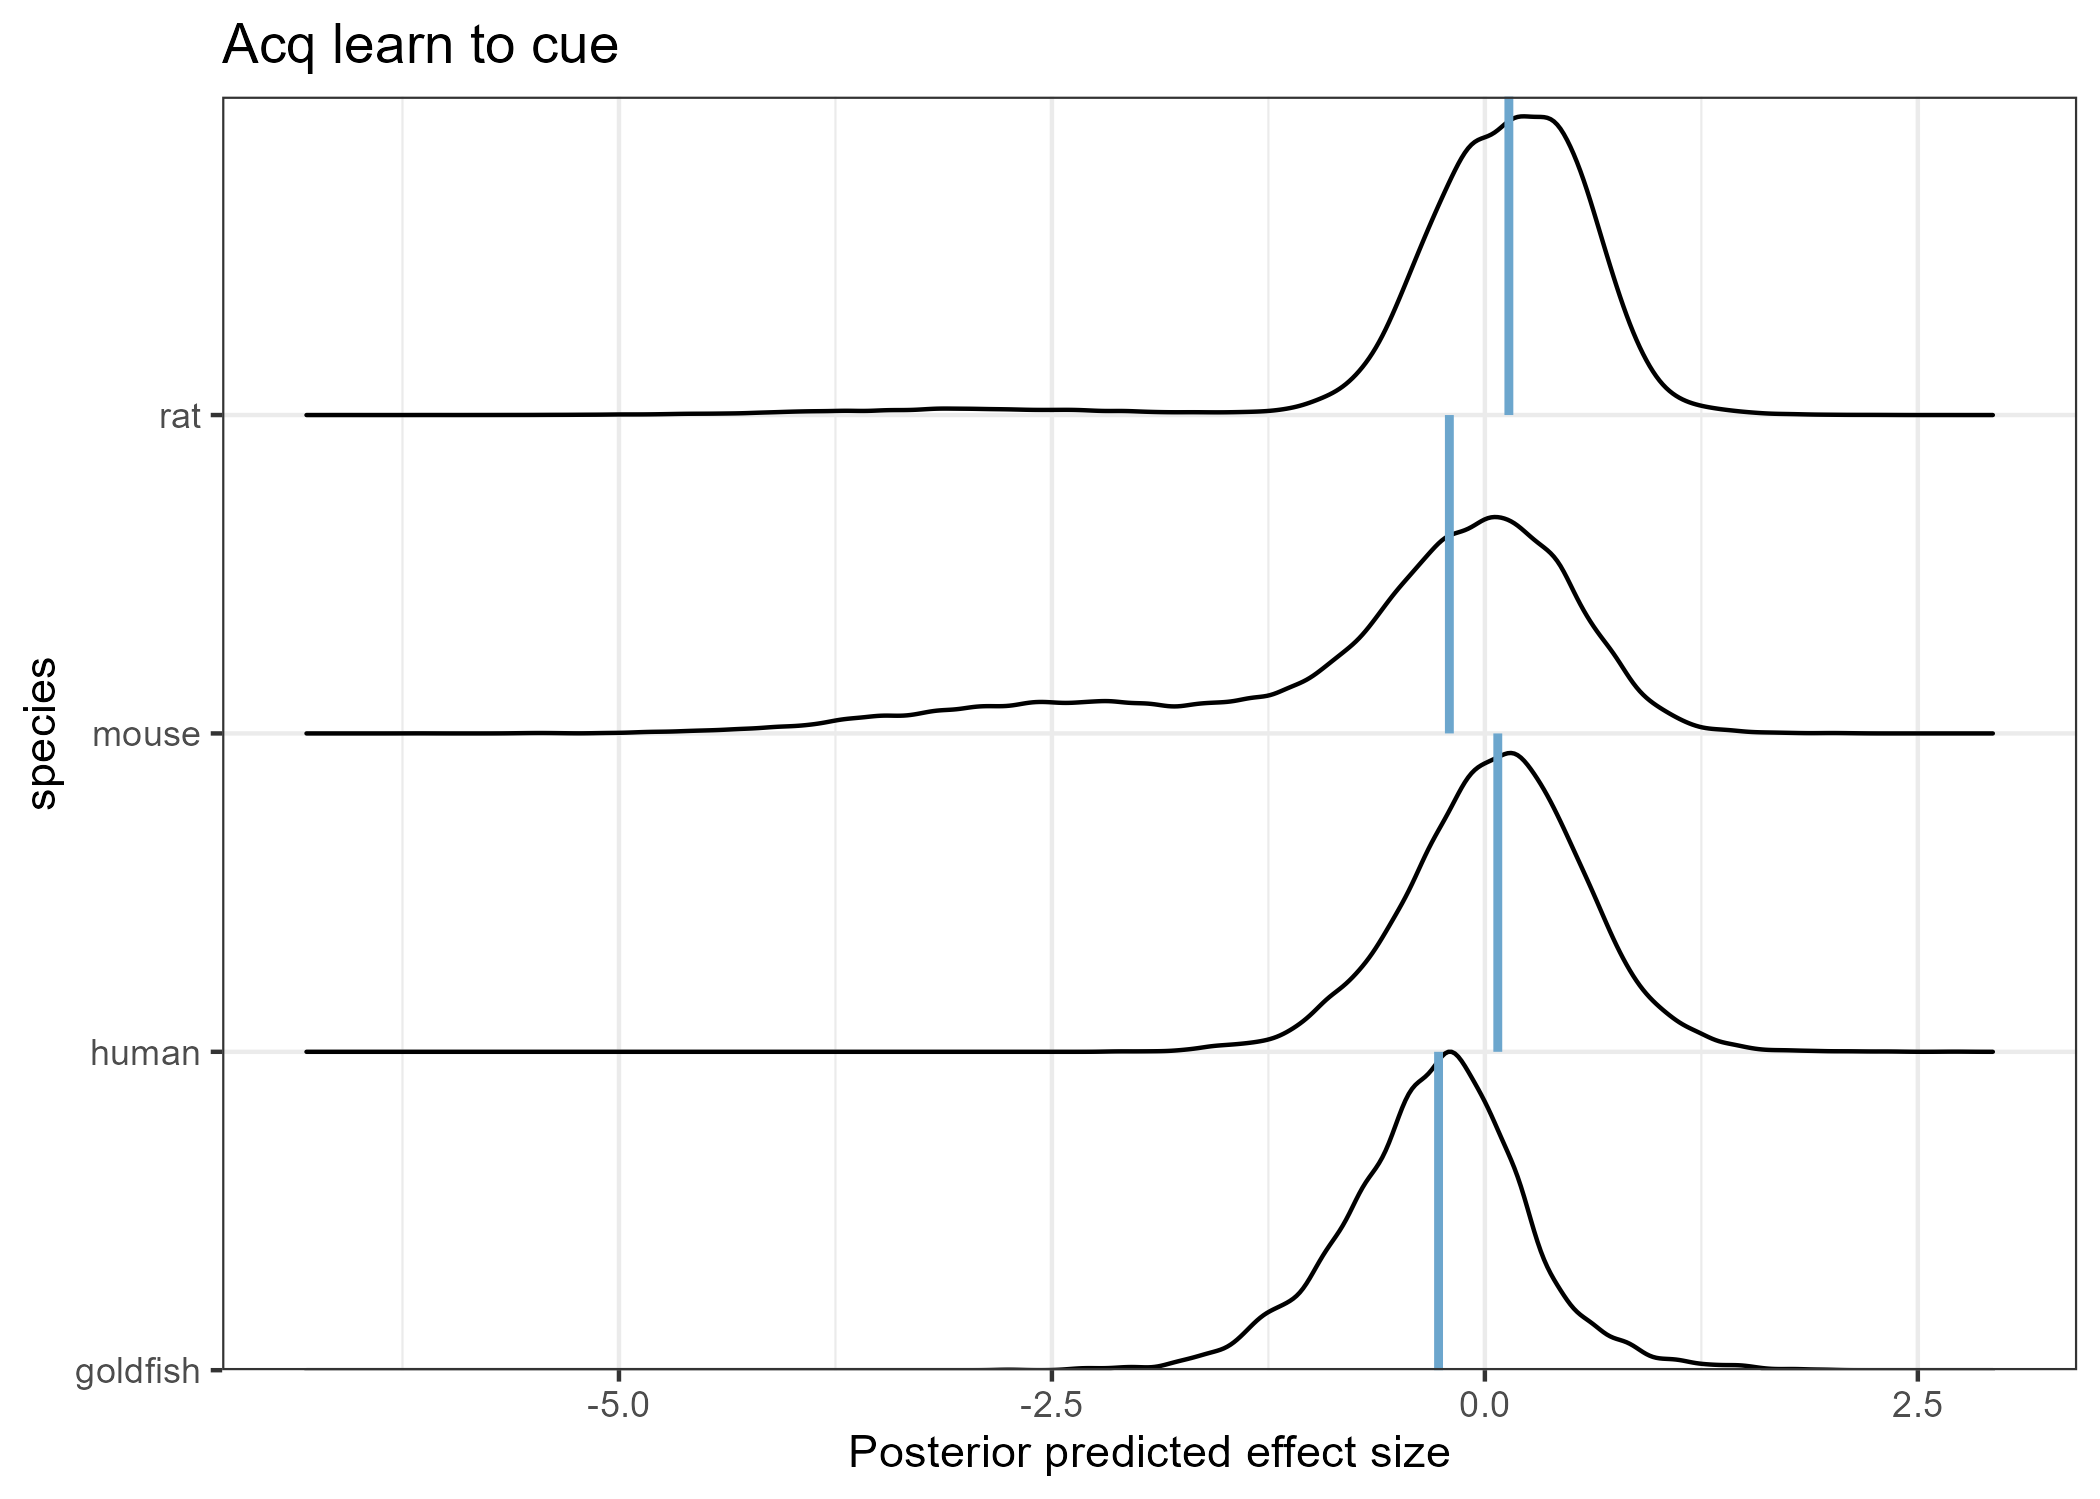 Acq learn to cue
species
rat
mouse
human
goldfish
-5.0
-2.5
0.0
2.5
Posterior predicted effect size